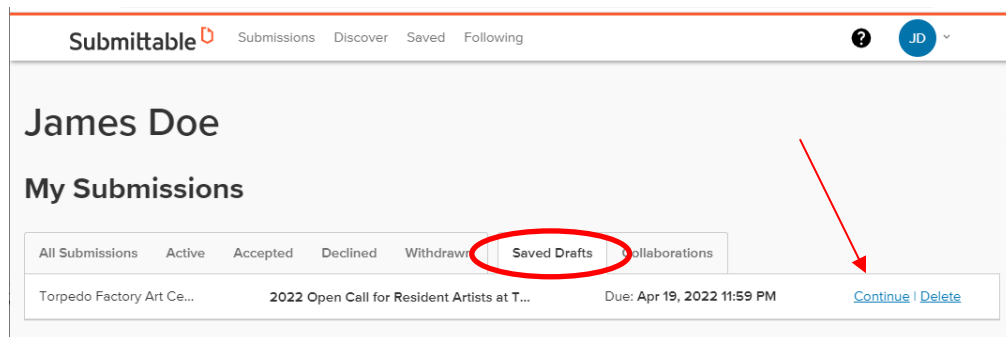 Submittable Submissions Discover Saved Following ? JD
James Doe
My Submissions
All Submissions Active Accepted Declined Withdrawn Saved Drafts Collaborations
Torpedo Factory Art Ce... 2022 Open Call for Resident Artists at T... Due: Apr 19, 2022 11:59 PM Continue | Delete